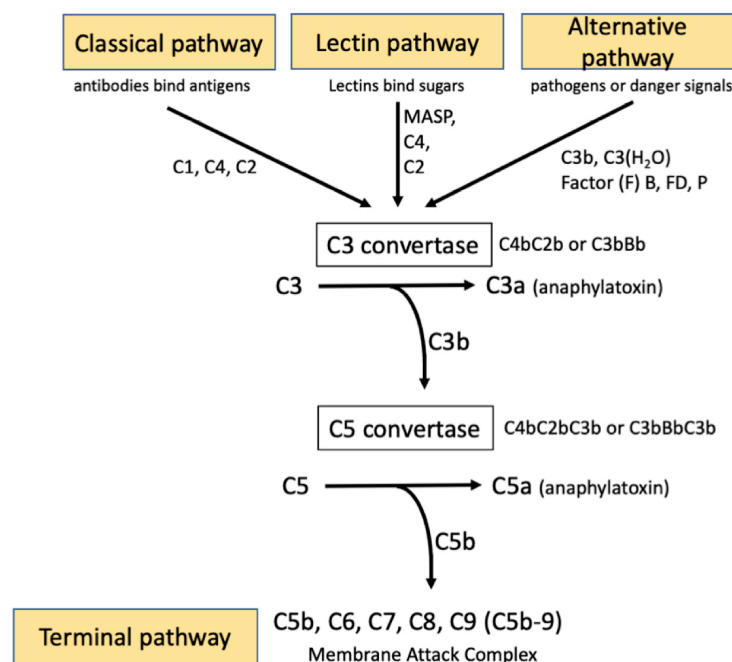 Classical pathway
Lectin pathway
Alternative
pathway
antibodies bind antigens
Lectins bind sugars
pathogens or danger signals
C1, C4, C2
MASP,
C4,
C2
C3b, C3(H₂O)
Factor (F) B, FD, P
C3 convertase
C4bC2b or C3bBb
C3
C3a (anaphylatoxin)
C3b
C5 convertase
C4bC2bC3b or C3bBbC3b
C5
C5a (anaphylatoxin)
C5b
Terminal pathway
C5b, C6, C7, C8, C9 (C5b-9)
Membrane Attack Complex